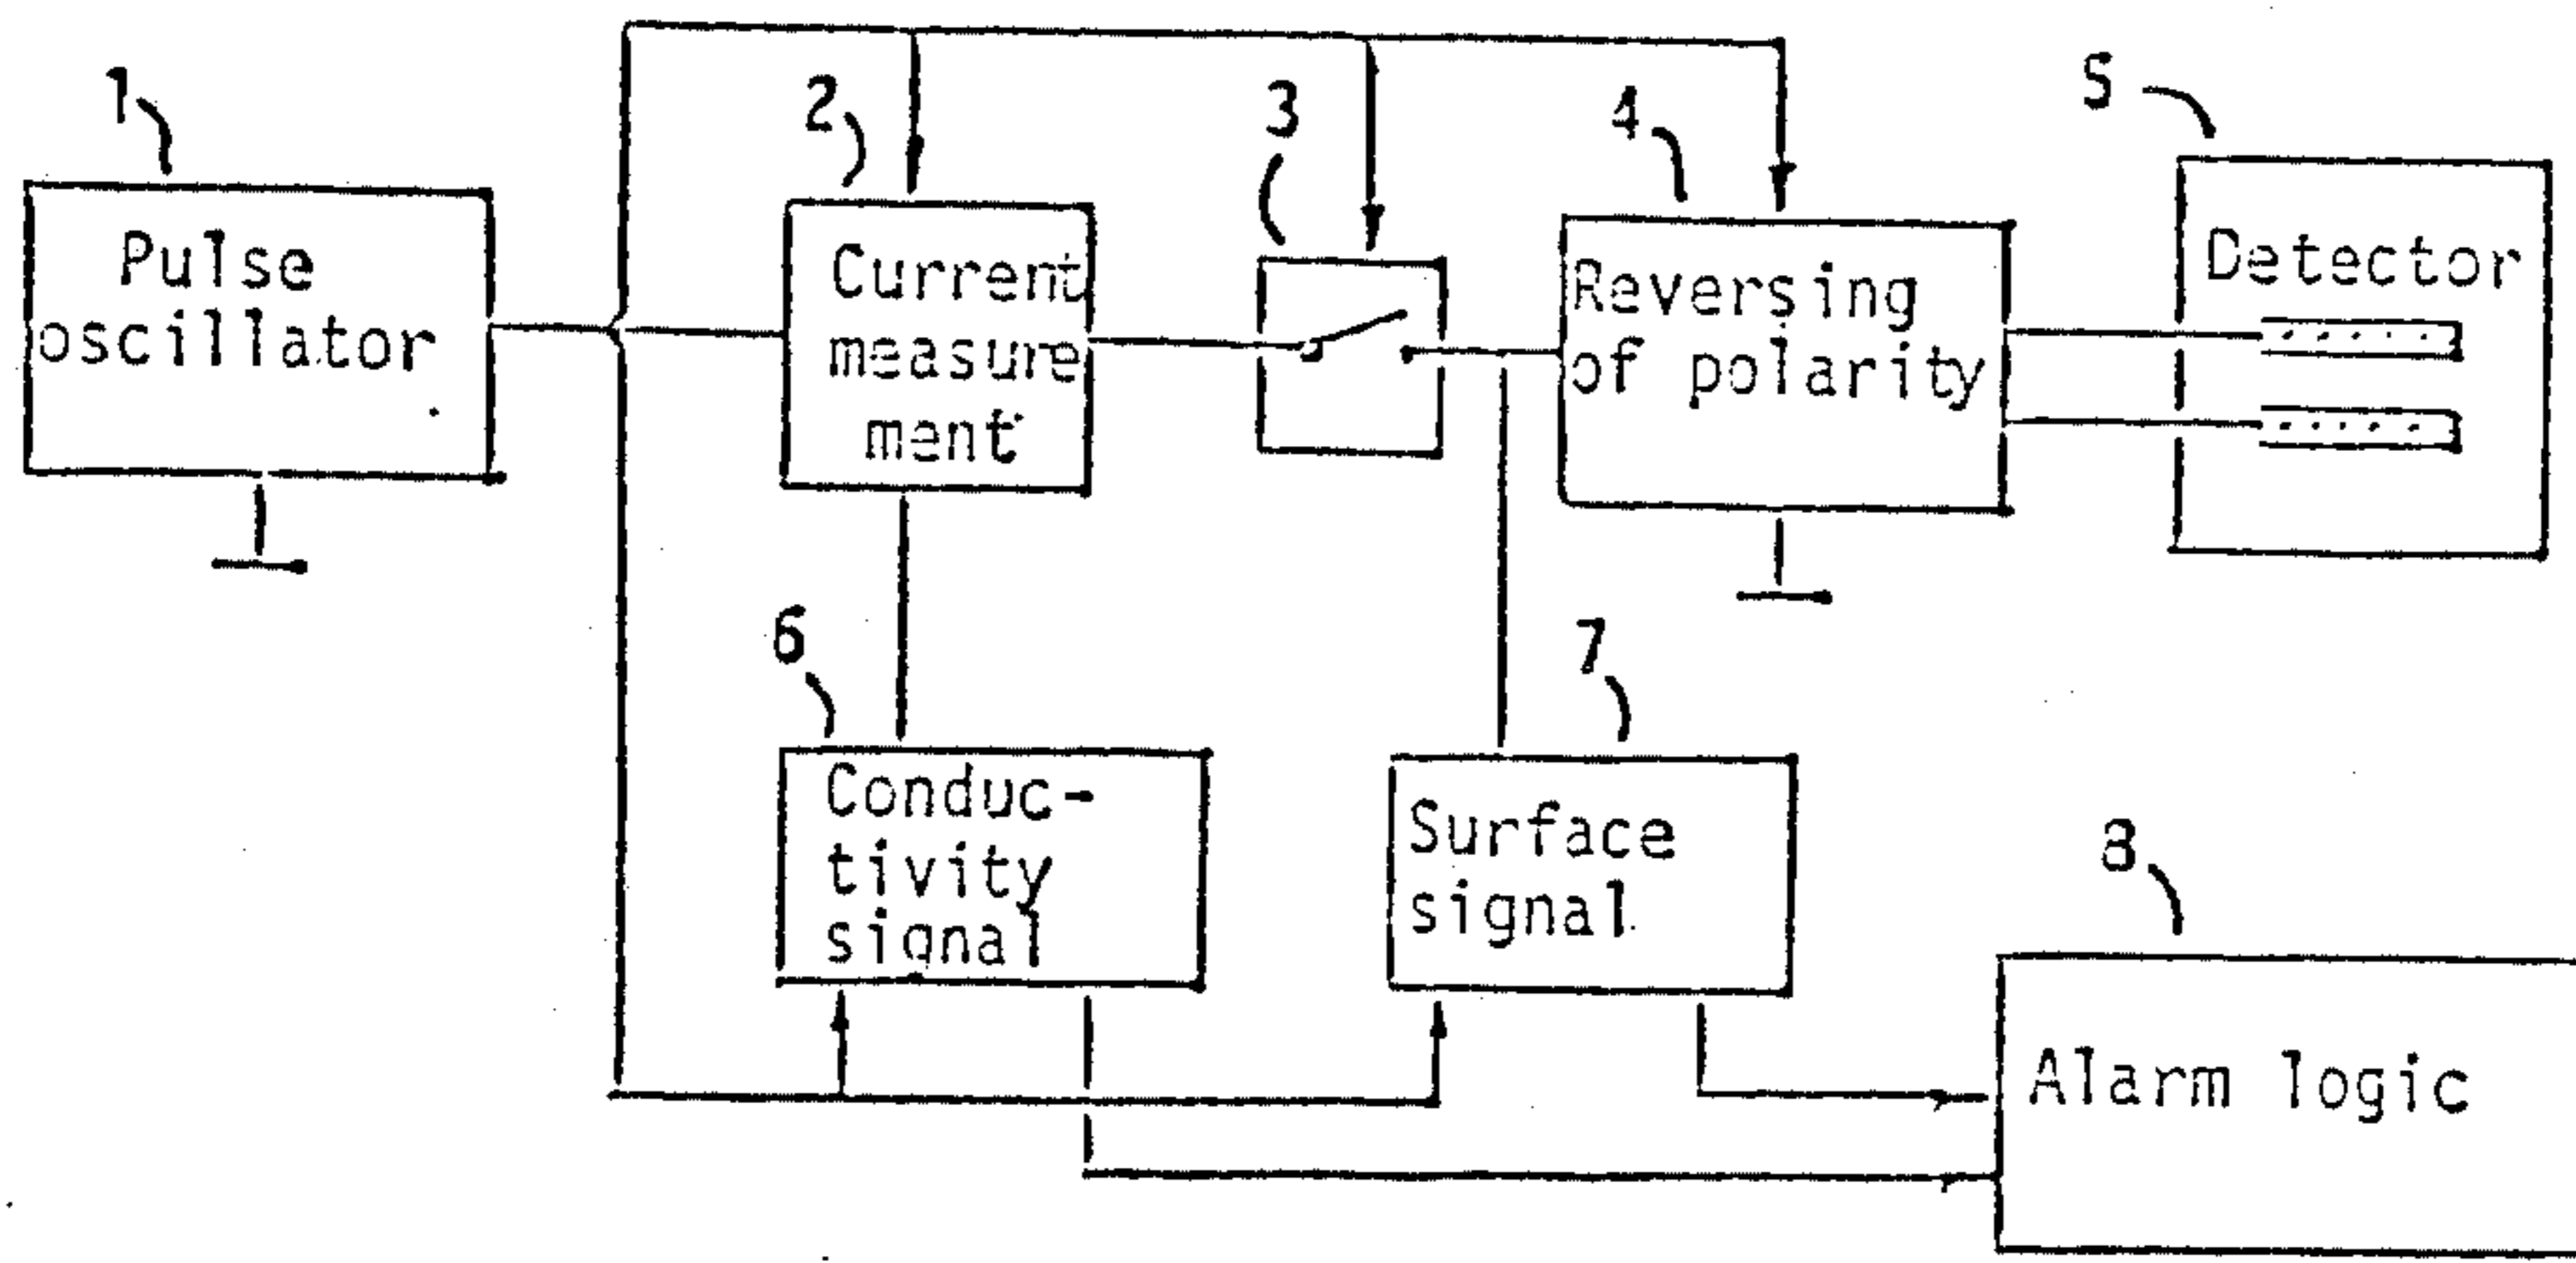 1
2
3
4
5
Pulse
oscillator
Current
measure
ment
Reversing
of polarity
Detector
6
7
8
Conduc-
tivity
signal
Surface
signal
Alarm logic